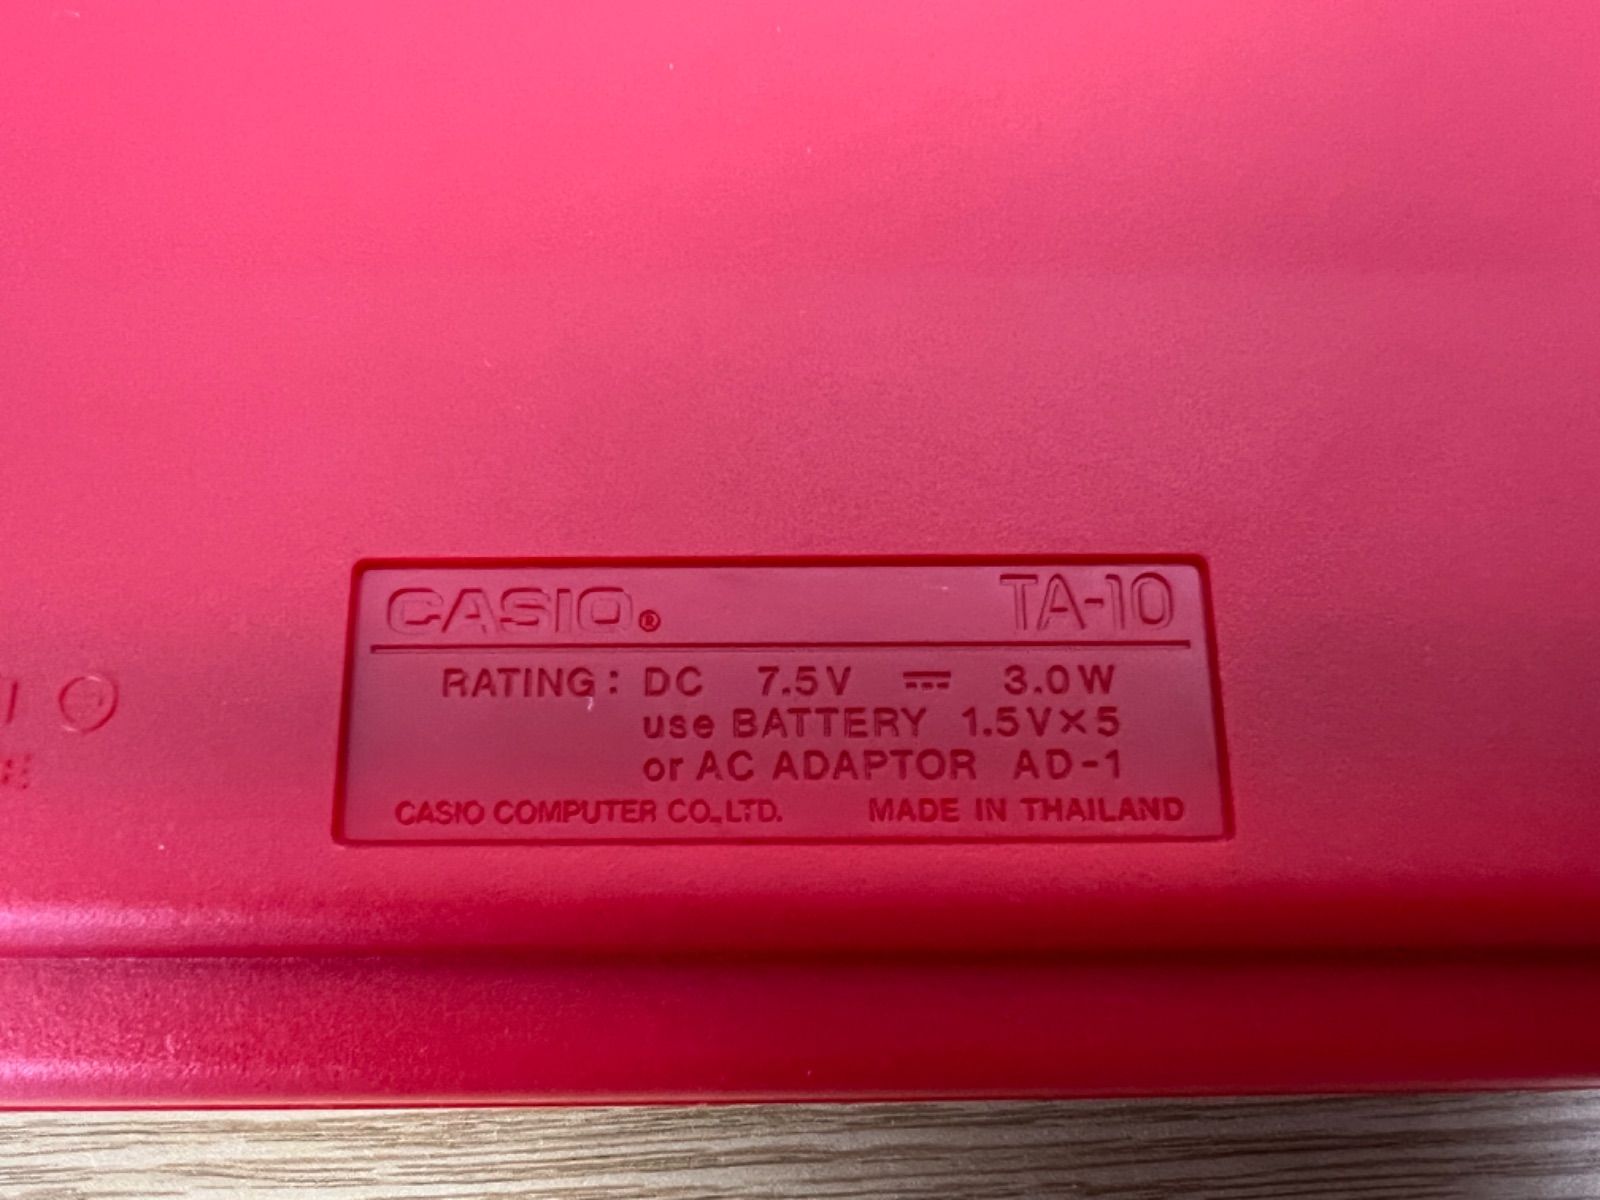 CASIO® TA-10
RATING: DC 7.5V ⎓ 3.0W
use BATTERY 1.5V×5
or AC ADAPTOR AD-1
CASIO COMPUTER CO.,LTD. MADE IN THAILAND